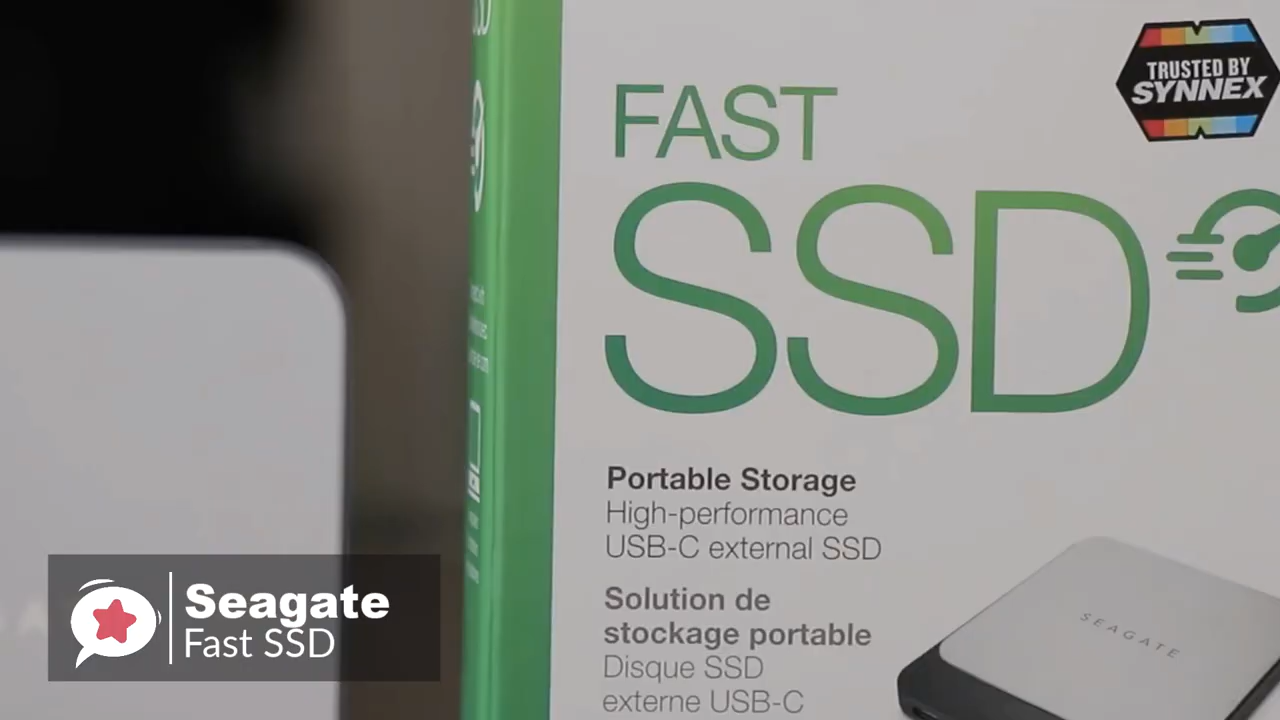 FAST
SSD
TRUSTED BY
SYNNEX
Portable Storage
High-performance
USB-C external SSD
Solution de
stockage portable
Disque SSD
externe USB-C
SEAGATE
Seagate
Fast SSD